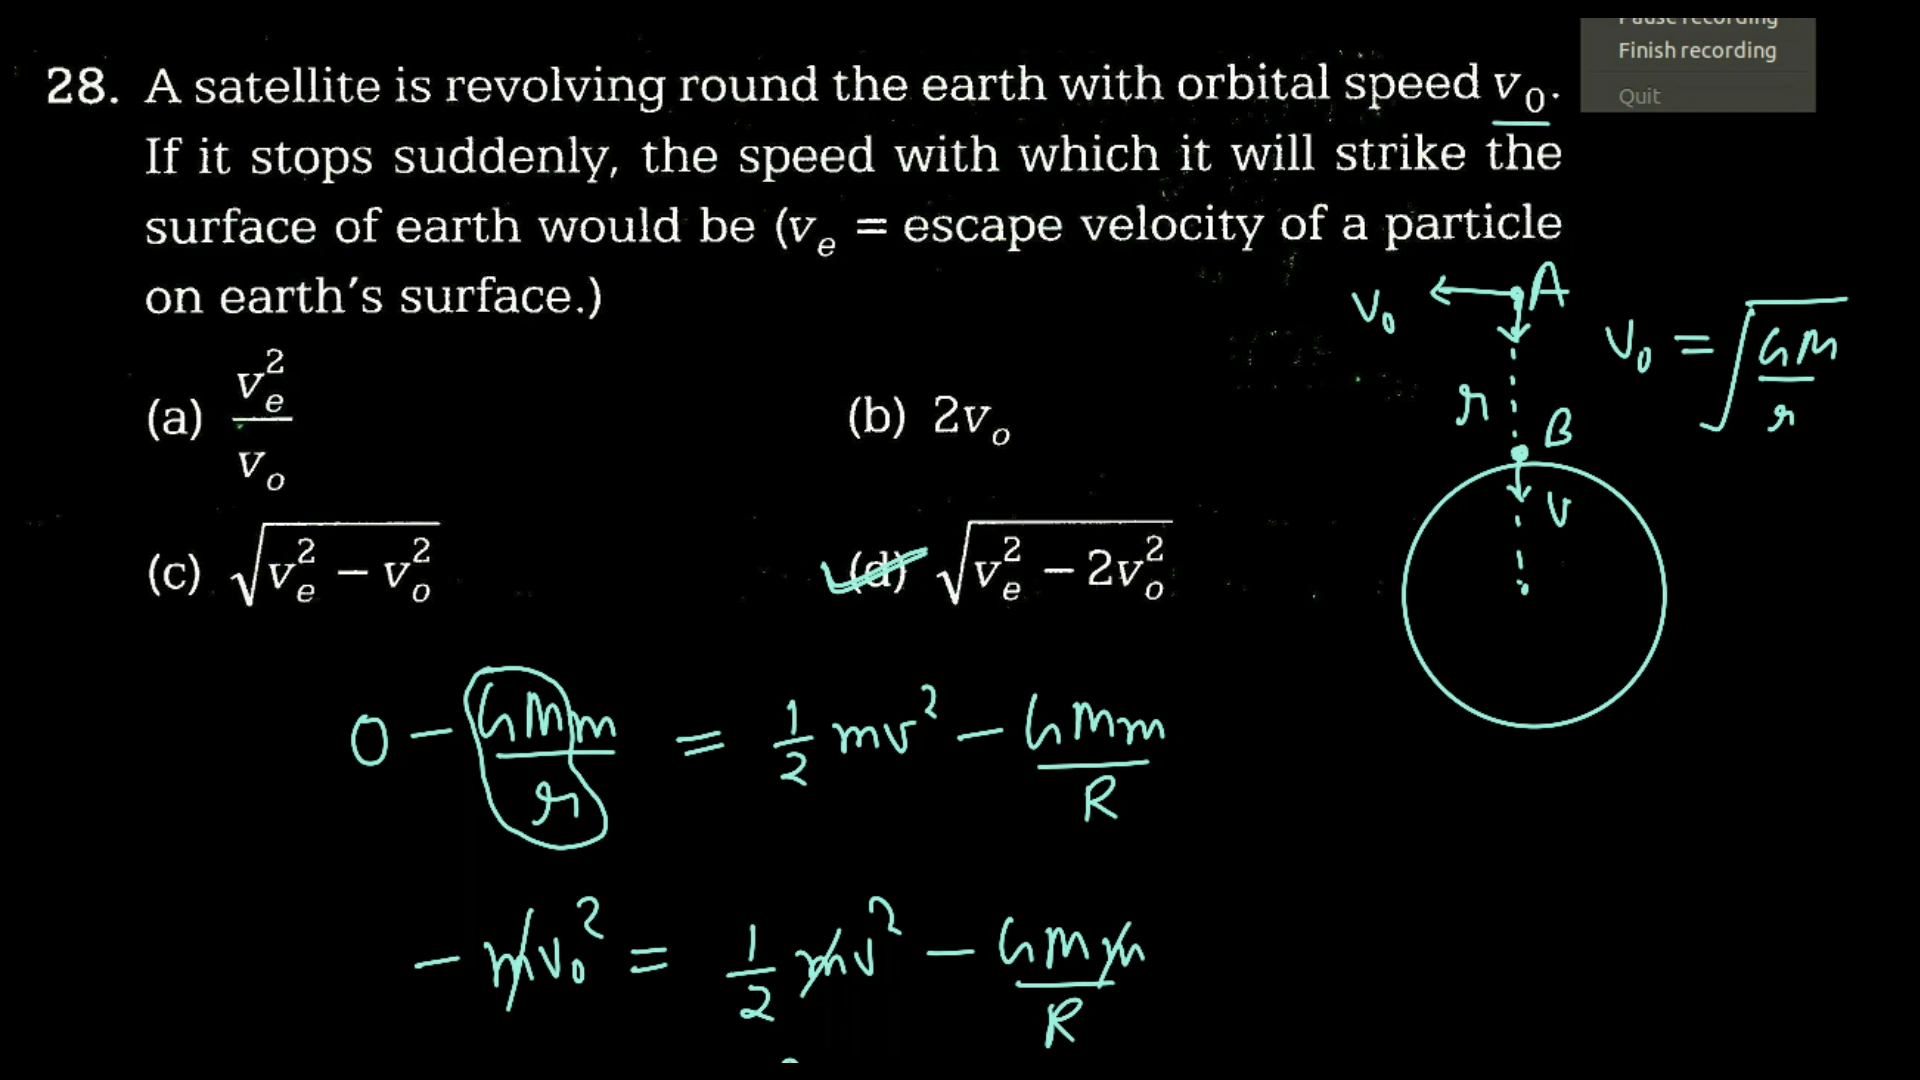 Pause recording
Finish recording
Quit
28. A satellite is revolving round the earth with orbital speed v₀.
If it stops suddenly, the speed with which it will strike the
surface of earth would be (vₑ = escape velocity of a particle
on earth's surface.)
(a) vₑ²/vₒ
(b) 2vₒ
(c) √(vₑ² − vₒ²)
(d) √(vₑ² − 2vₒ²)
V₀ A
V₀ = √(GM/r)
r B
v
0 − GMm/r = 1/2 mv² − GMm/R
− mv₀² = 1/2 mv² − GMm/R